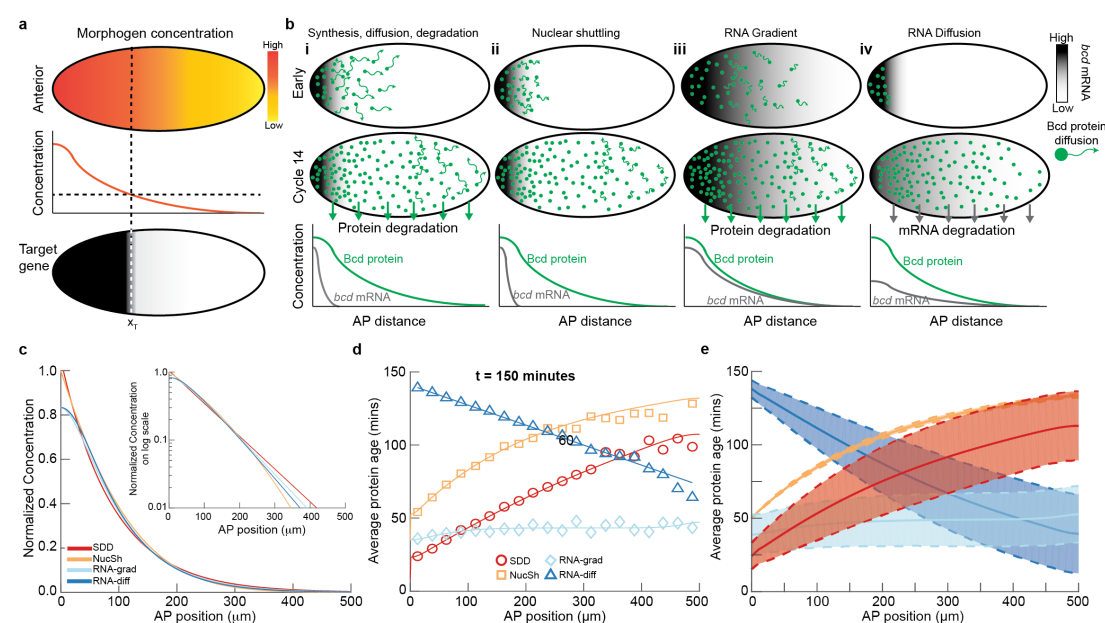 a
Morphogen concentration
High
Low
Anterior
Concentration
Target
gene
x_T
b
i
Synthesis, diffusion, degradation
ii
Nuclear shuttling
iii
RNA Gradient
iv
RNA Diffusion
High
Low
bcd mRNA
Early
Cycle 14
Bcd protein
diffusion
Protein degradation
Protein degradation
mRNA degradation
Concentration
Bcd protein
bcd mRNA
Bcd protein
bcd mRNA
Bcd protein
bcd mRNA
Bcd protein
bcd mRNA
AP distance
AP distance
AP distance
AP distance
c
Normalized Concentration
1.0
0.8
0.6
0.4
0.2
0.0
0
100
200
300
400
500
AP position (μm)
SDD
NucSh
RNA-grad
RNA-diff
Normalized Concentration
on log scale
1.0
0.1
0.01
0
100
200
300
400
500
AP position (μm)
d
t = 150 minutes
Average protein age (mins)
150
100
50
0
60
SDD
NucSh
RNA-grad
RNA-diff
0
100
200
300
400
500
AP position (μm)
e
Average protein age (mins)
150
100
50
0
0
100
200
300
400
500
AP position (μm)